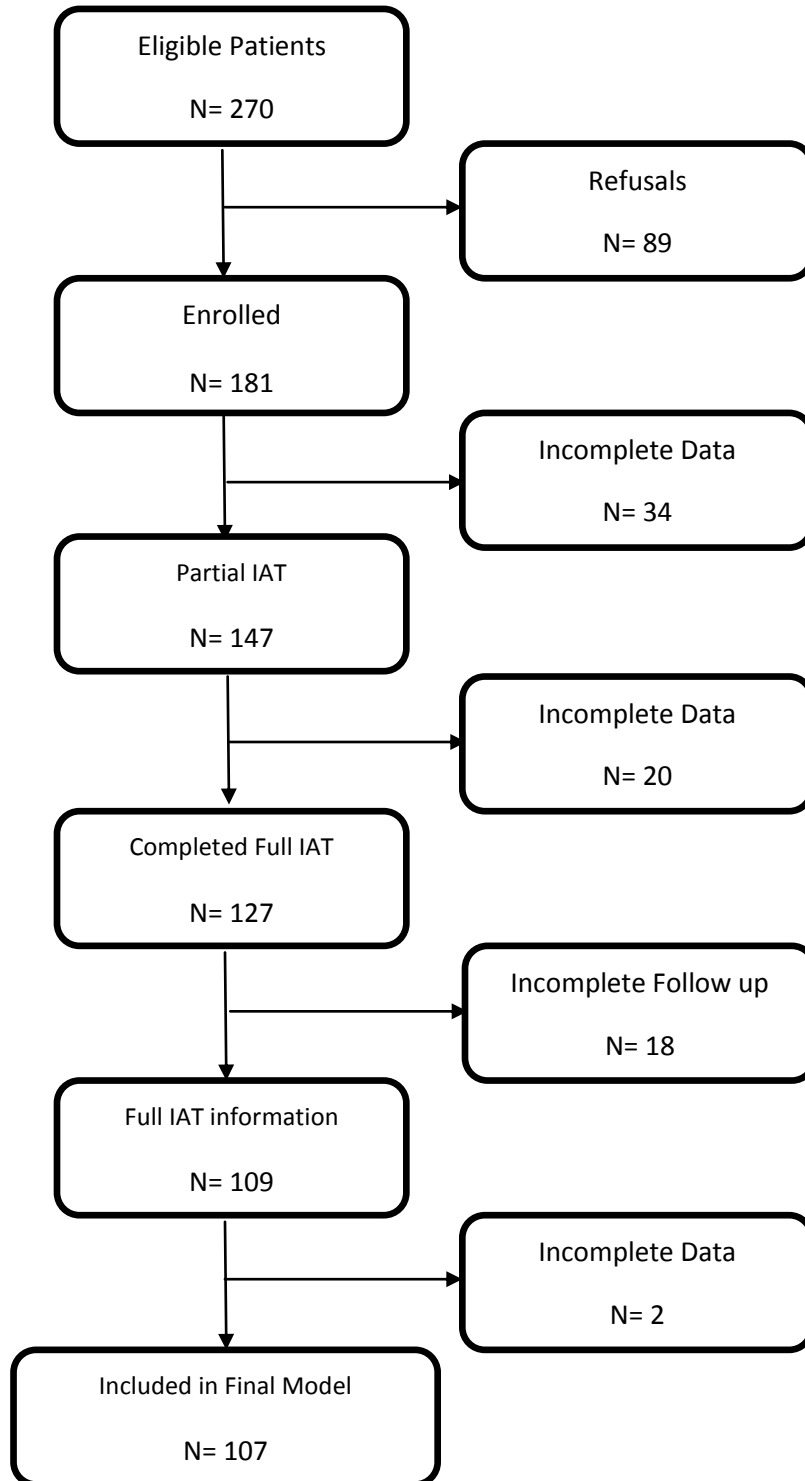 Eligible Patients
N= 270
Refusals
N= 89
Enrolled
N= 181
Incomplete Data
N= 34
Partial IAT
N= 147
Incomplete Data
N= 20
Completed Full IAT
N= 127
Incomplete Follow up
N= 18
Full IAT information
N= 109
Incomplete Data
N= 2
Included in Final Model
N= 107